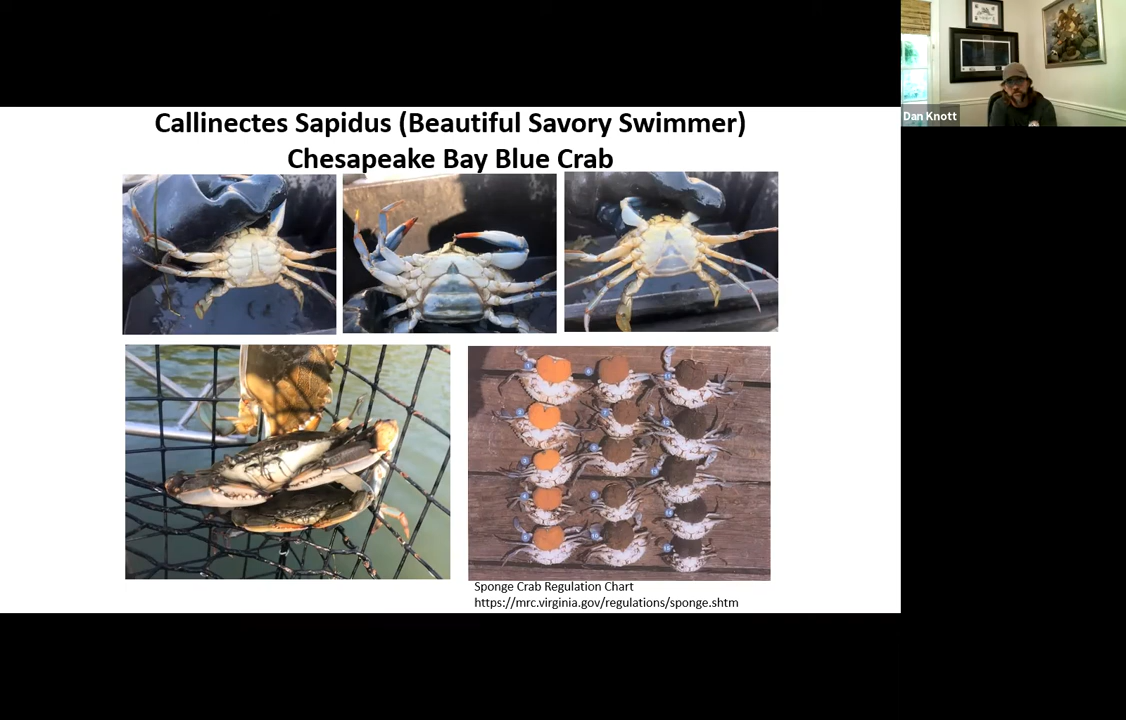 Callinectes Sapidus (Beautiful Savory Swimmer)
Chesapeake Bay Blue Crab
Dan Knott
Sponge Crab Regulation Chart
https://mrc.virginia.gov/regulations/sponge.shtm